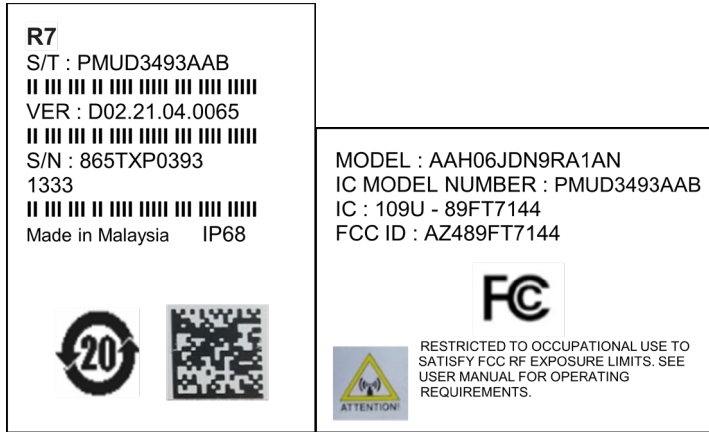 R7
S/T : PMUD3493AAB
VER : D02.21.04.0065
S/N : 865TXP0393
1333
Made in Malaysia IP68
20
MODEL : AAH06JDN9RA1AN
IC MODEL NUMBER : PMUD3493AAB
IC : 109U - 89FT7144
FCC ID : AZ489FT7144
FC
RESTRICTED TO OCCUPATIONAL USE TO
SATISFY FCC RF EXPOSURE LIMITS. SEE
USER MANUAL FOR OPERATING
REQUIREMENTS.
ATTENTION!